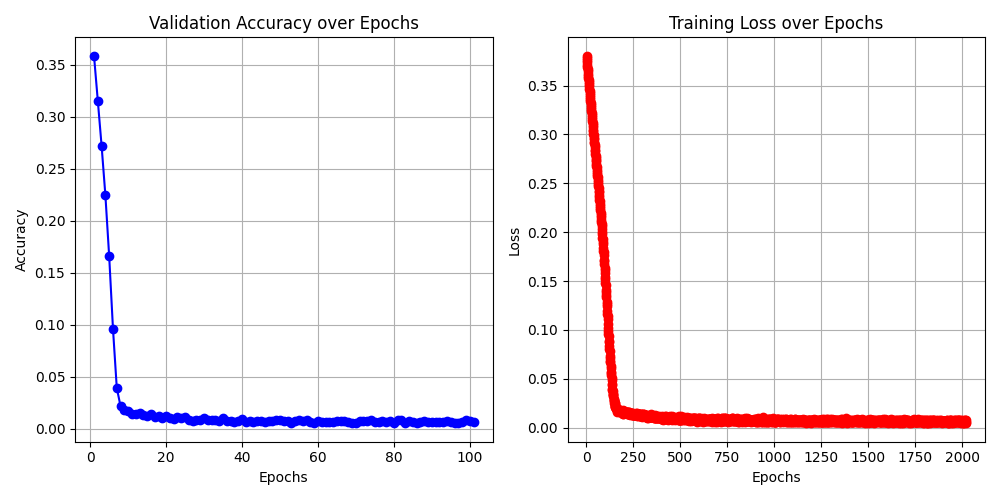 Validation Accuracy over Epochs
Accuracy
0.35
0.30
0.25
0.20
0.15
0.10
0.05
0.00
0 20 40 60 80 100
Epochs
Training Loss over Epochs
Loss
0.35
0.30
0.25
0.20
0.15
0.10
0.05
0.00
0 250 500 750 1000 1250 1500 1750 2000
Epochs